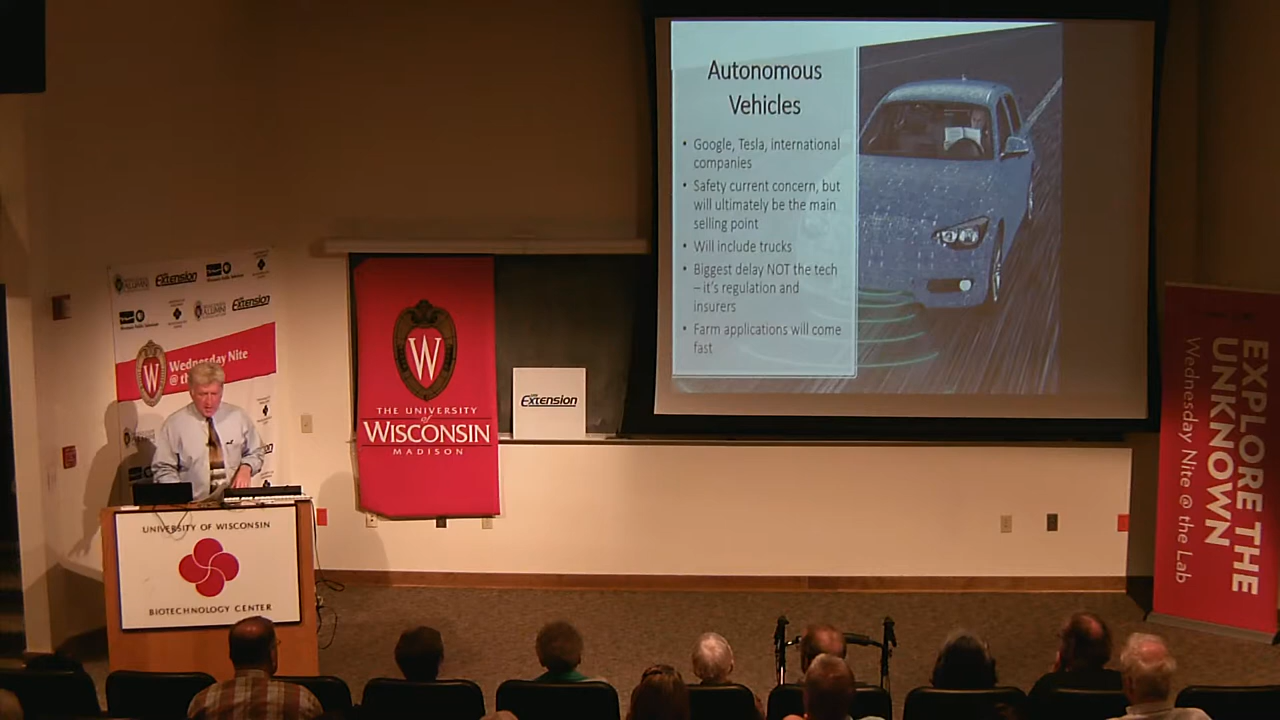 Autonomous
Vehicles
• Google, Tesla, international
companies
• Safety current concern, but
will ultimately be the main
selling point
• Will include trucks
• Biggest delay NOT the tech
– it's regulation and
insurers
• Farm applications will come
fast
Extension
Extension
Wednesday Nite
@ the
W
W
THE UNIVERSITY
of
WISCONSIN
MADISON
Extension
UNIVERSITY OF WISCONSIN
BIOTECHNOLOGY CENTER
EXPLORE THE
UNKNOWN
Wednesday Nite @ the Lab